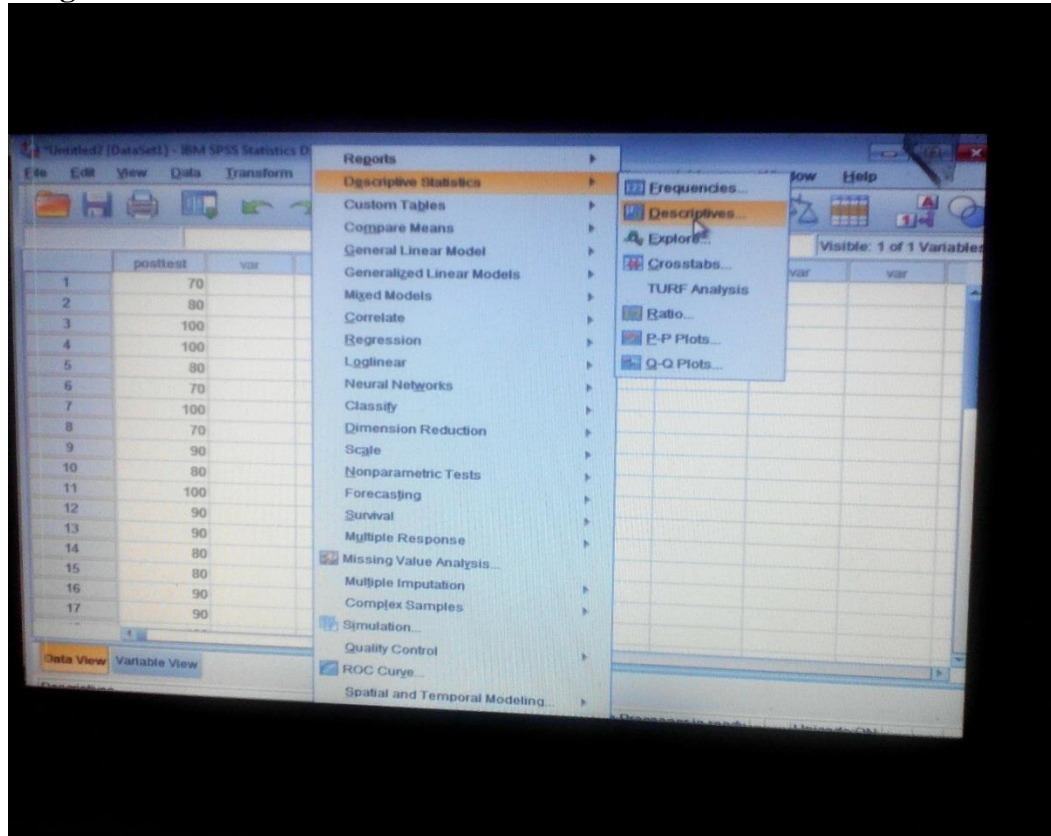 *Untitled2 [DataSet1] - IBM SPSS Statistics D
File Edit View Data Transform
Help
Visible: 1 of 1 Variables
posttest var var var
1 70
2 80
3 100
4 100
5 80
6 70
7 100
8 70
9 90
10 80
11 100
12 90
13 90
14 80
15 80
16 90
17 90
Reports
Descriptive Statistics
Custom Tables
Compare Means
General Linear Model
Generalized Linear Models
Mixed Models
Correlate
Regression
Loglinear
Neural Networks
Classify
Dimension Reduction
Scale
Nonparametric Tests
Forecasting
Survival
Multiple Response
Missing Value Analysis...
Multiple Imputation
Complex Samples
Simulation...
Quality Control
ROC Curve...
Spatial and Temporal Modeling...
Frequencies...
Descriptives...
Explore...
Crosstabs...
TURF Analysis
Ratio...
P-P Plots...
Q-Q Plots...
Data View Variable View